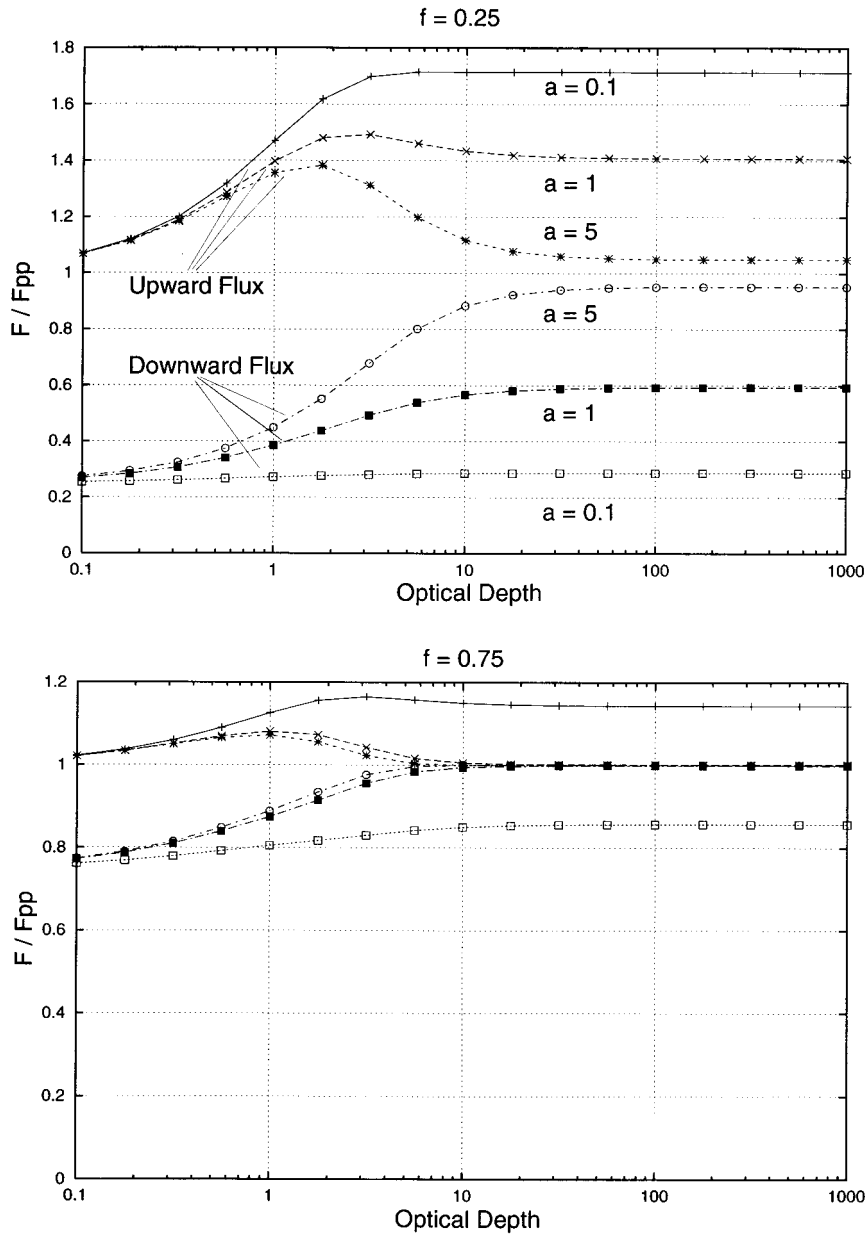 f = 0.25
1.8
1.6
1.4
1.2
1
0.8
0.6
0.4
0.2
0
F / Fpp
a = 0.1
a = 1
a = 5
Upward Flux
a = 5
Downward Flux
a = 1
a = 0.1
0.1 1 10 100 1000
Optical Depth
f = 0.75
1.2
1
0.8
0.6
0.4
0.2
0
F / Fpp
0.1 1 10 100 1000
Optical Depth